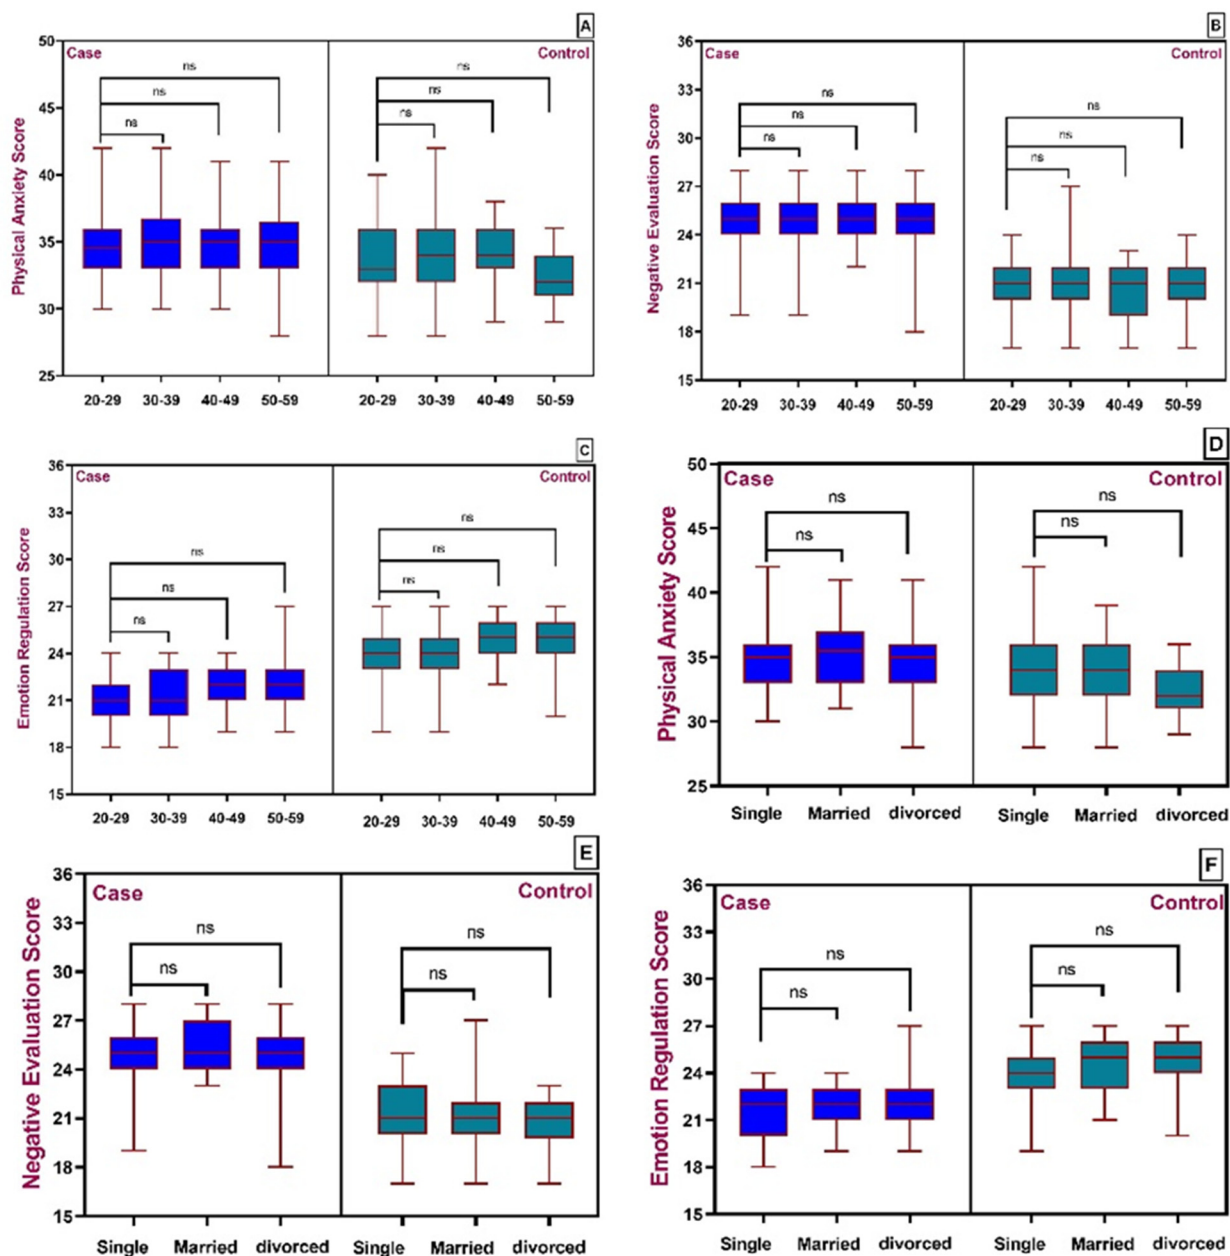 A
Physical Anxiety Score
50
45
40
35
30
25
Case
Control
ns
ns
ns
ns
ns
ns
20-29 30-39 40-49 50-59 20-29 30-39 40-49 50-59
B
Negative Evaluation Score
36
33
30
27
24
21
18
15
Case
Control
ns
ns
ns
ns
ns
ns
20-29 30-39 40-49 50-59 20-29 30-39 40-49 50-59
C
Emotion Regulation Score
36
33
30
27
24
21
18
15
Case
Control
ns
ns
ns
ns
ns
ns
20-29 30-39 40-49 50-59 20-29 30-39 40-49 50-59
D
Physical Anxiety Score
50
45
40
35
30
25
Case
Control
ns
ns
ns
ns
Single Married divorced Single Married divorced
E
Negative Evaluation Score
36
33
30
27
24
21
18
15
Case
Control
ns
ns
ns
ns
Single Married divorced Single Married divorced
F
Emotion Regulation Score
36
33
30
27
24
21
18
15
Case
Control
ns
ns
ns
ns
Single Married divorced Single Married divorced